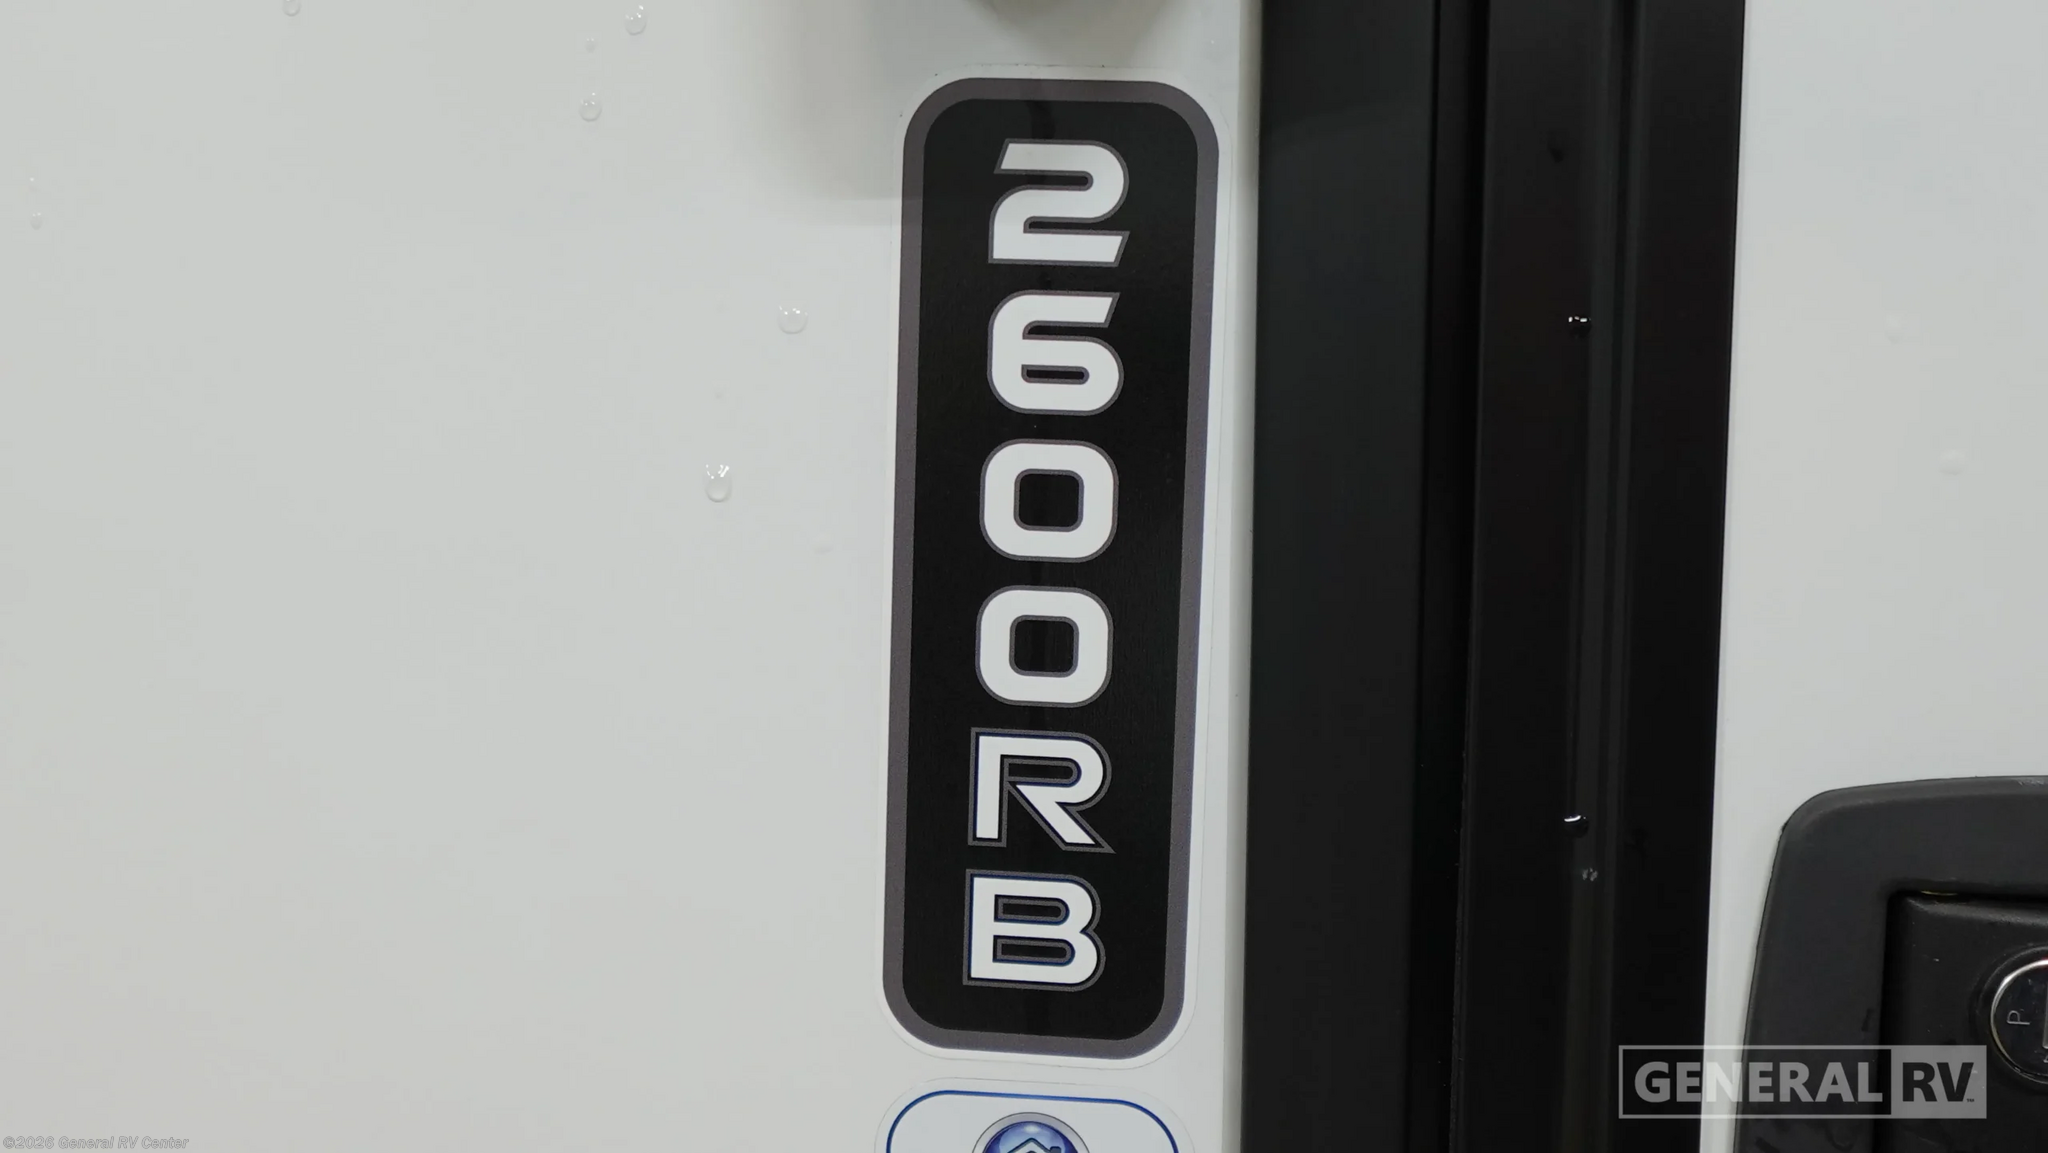 2600RB
P
GENERAL RV
©2026 General RV Center